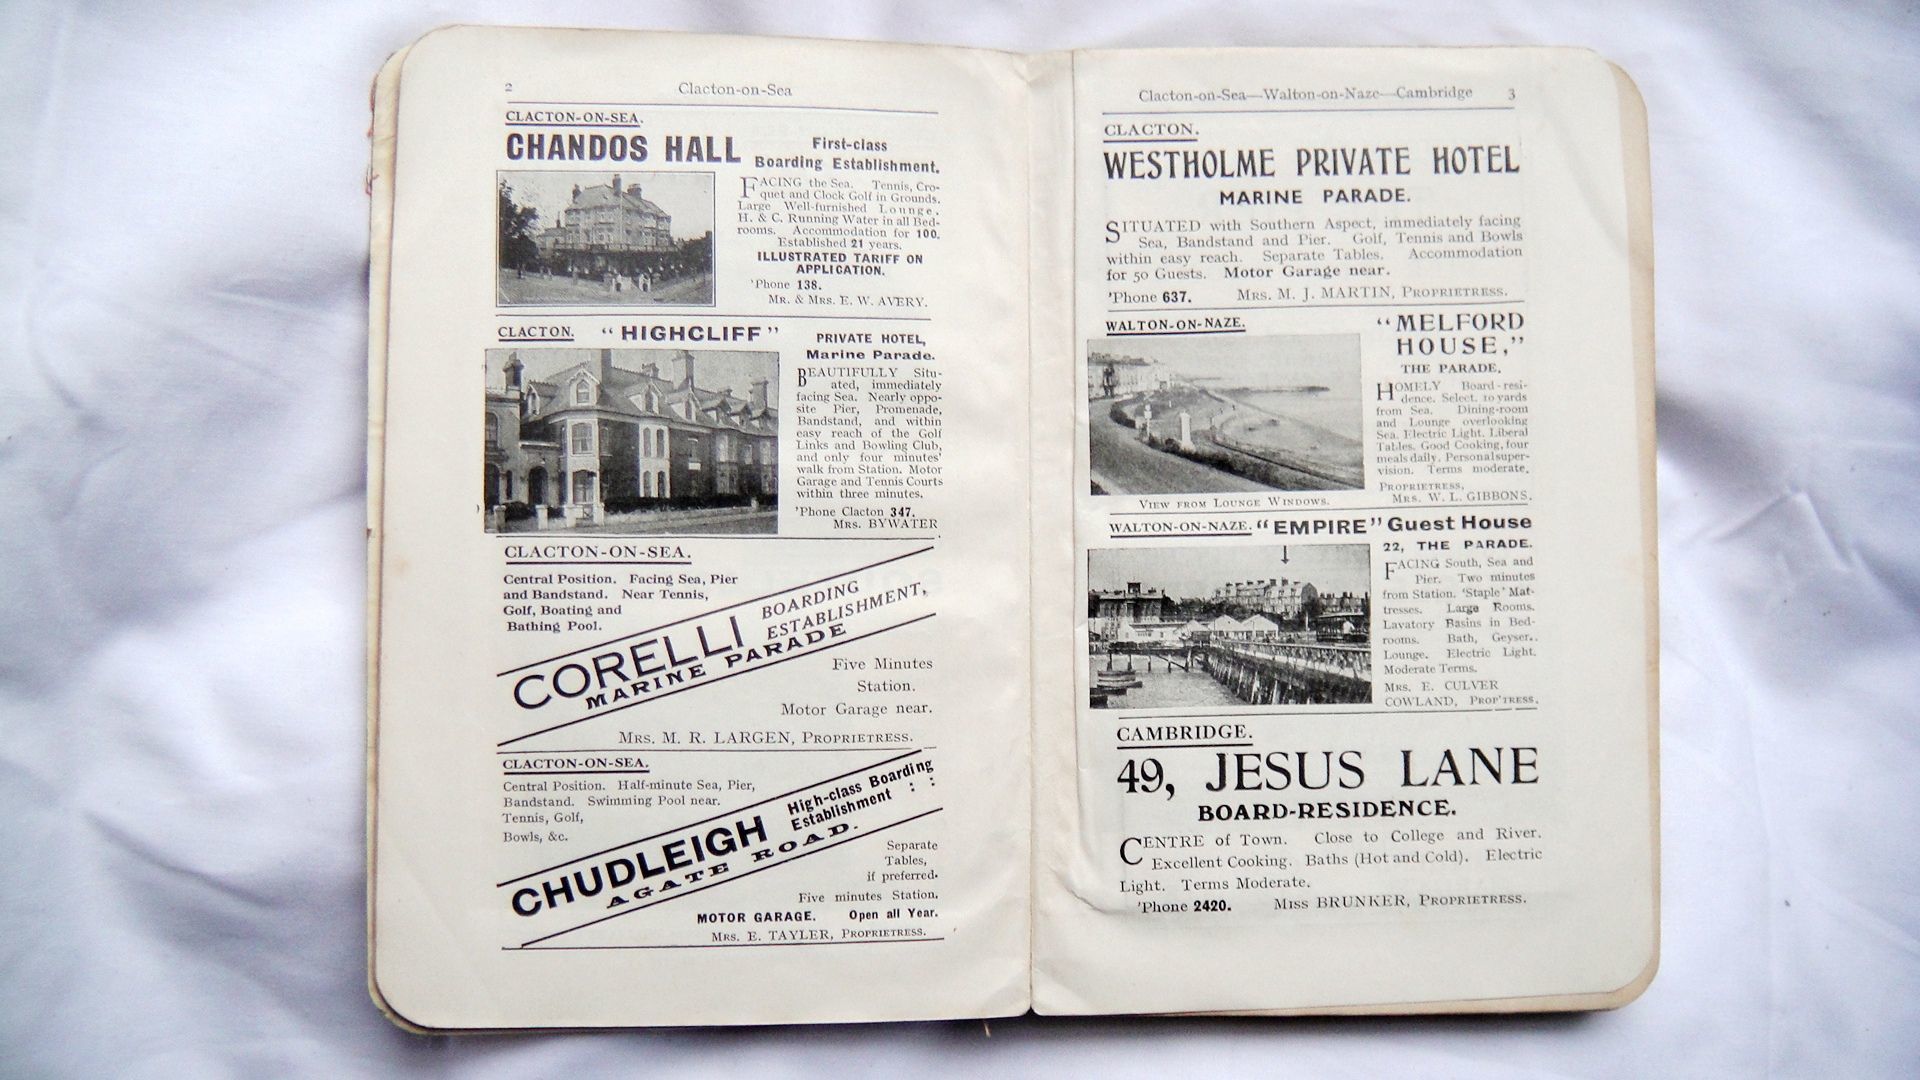 2
Clacton-on-Sea
CLACTON-ON-SEA.
CHANDOS HALL
First-class
Boarding Establishment.
FACING the Sea. Tennis, Cro-
quet and Clock Golf in Grounds.
Large Well-furnished Lounge.
H. & C. Running Water in all Bed-
rooms. Accommodation for 100.
Established 21 years.
ILLUSTRATED TARIFF ON
APPLICATION.
'Phone 138.
MR. & MRS. E. W. AVERY.
CLACTON. "HIGHCLIFF"
PRIVATE HOTEL,
Marine Parade.
BEAUTIFULLY Situ-
ated, immediately
facing Sea. Nearly oppo-
site Pier, Promenade,
Bandstand, and within
easy reach of the Golf
Links and Bowling Club,
and only four minutes'
walk from Station. Motor
Garage and Tennis Courts
within three minutes.
'Phone Clacton 347.
MRS. BYWATER
CLACTON-ON-SEA.
Central Position. Facing Sea, Pier
and Bandstand. Near Tennis,
Golf, Boating and
Bathing Pool.
CORELLI BOARDING
ESTABLISHMENT,
MARINE PARADE
Five Minutes
Station.
Motor Garage near.
MRS. M. R. LARGEN, PROPRIETRESS.
CLACTON-ON-SEA.
Central Position. Half-minute Sea, Pier,
Bandstand. Swimming Pool near.
Tennis, Golf,
Bowls, &c.
CHUDLEIGH High-class Boarding
Establishment : :
AGATE ROAD.
Separate
Tables,
if preferred.
Five minutes Station.
MOTOR GARAGE. Open all Year.
MRS. E. TAYLER, PROPRIETRESS.
Clacton-on-Sea—Walton-on-Naze—Cambridge 3
CLACTON.
WESTHOLME PRIVATE HOTEL
MARINE PARADE.
SITUATED with Southern Aspect, immediately facing
Sea, Bandstand and Pier. Golf, Tennis and Bowls
within easy reach. Separate Tables. Accommodation
for 50 Guests. Motor Garage near.
'Phone 637. MRS. M. J. MARTIN, PROPRIETRESS.
WALTON-ON-NAZE.
"MELFORD
HOUSE,"
THE PARADE.
HOMELY Board-resi-
dence. Select. 10 yards
from Sea. Dining-room
and Lounge overlooking
Sea. Electric Light. Liberal
Tables. Good Cooking, four
meals daily. Personal super-
vision. Terms moderate.
PROPRIETRESS,
MRS. W. L. GIBBONS.
VIEW FROM LOUNGE WINDOWS.
WALTON-ON-NAZE. "EMPIRE" Guest House
22, THE PARADE.
FACING South, Sea and
Pier. Two minutes
from Station. 'Staple' Mat-
tresses. Large Rooms.
Lavatory Basins in Bed-
rooms. Bath, Geyser..
Lounge. Electric Light.
Moderate Terms.
MRS. E. CULVER
COWLAND, PROP'TRESS.
CAMBRIDGE.
49, JESUS LANE
BOARD-RESIDENCE.
CENTRE of Town. Close to College and River.
Excellent Cooking. Baths (Hot and Cold). Electric
Light. Terms Moderate.
'Phone 2420. MISS BRUNKER, PROPRIETRESS.